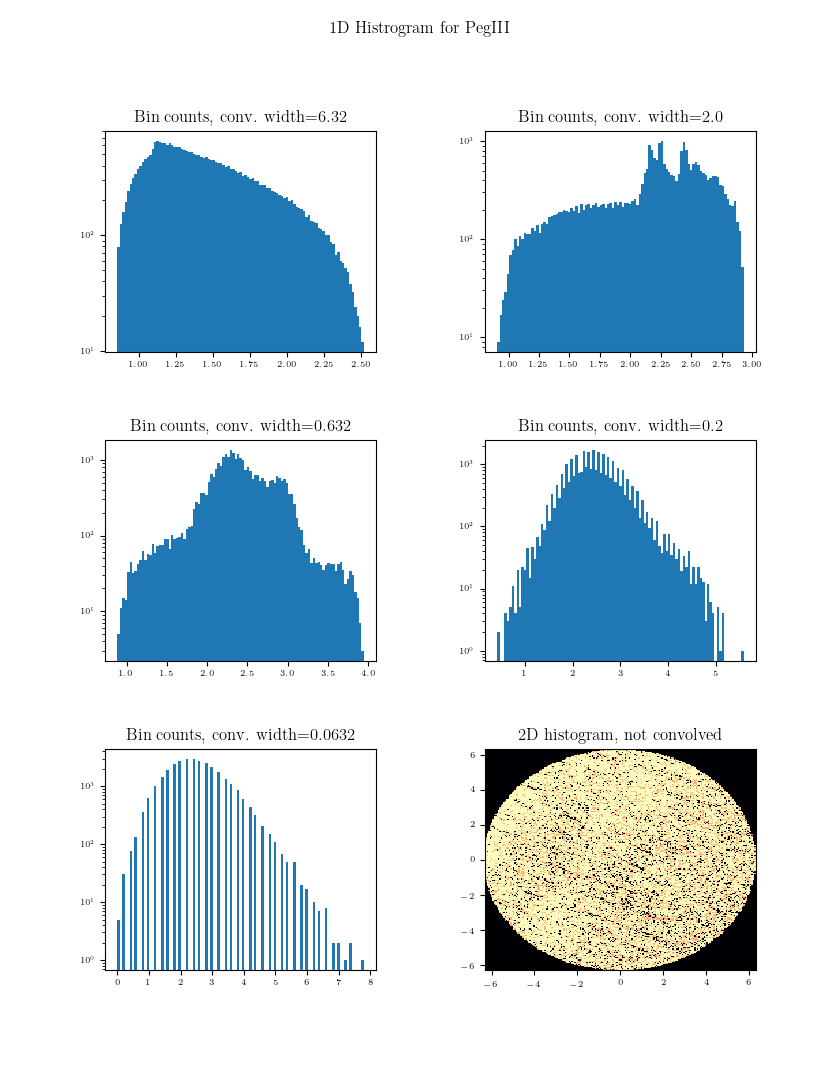 1D Histrogram for PegIII
Bin counts, conv. width=6.32
10²
10¹
1.00 1.25 1.50 1.75 2.00 2.25 2.50
Bin counts, conv. width=2.0
10³
10²
10¹
1.00 1.25 1.50 1.75 2.00 2.25 2.50 2.75 3.00
Bin counts, conv. width=0.632
10³
10²
10¹
1.0 1.5 2.0 2.5 3.0 3.5 4.0
Bin counts, conv. width=0.2
10³
10²
10¹
10⁰
1 2 3 4 5
Bin counts, conv. width=0.0632
10³
10²
10¹
10⁰
0 1 2 3 4 5 6 7 8
2D histogram, not convolved
6
4
2
0
−2
−4
−6
−6 −4 −2 0 2 4 6